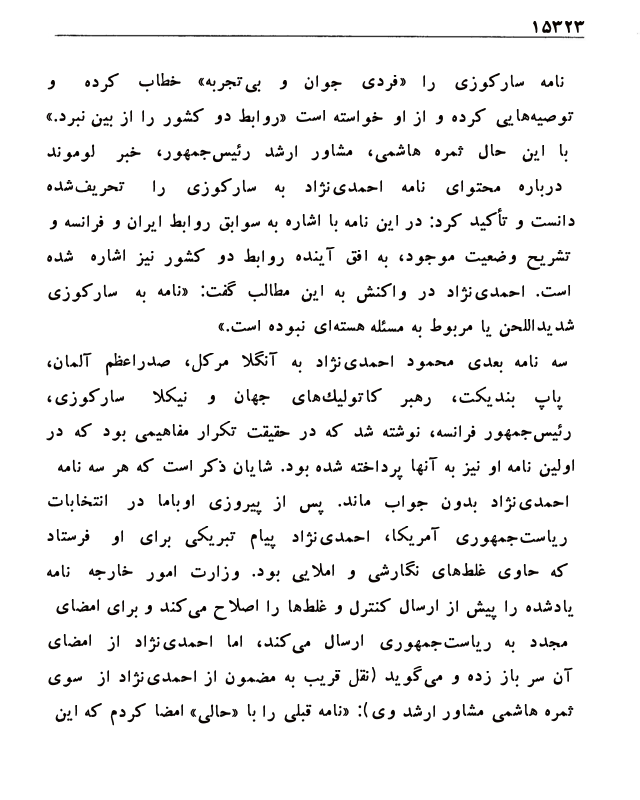 ۱۵۳۲۳
نامه سارکوزی را «فردی جوان و بی‌تجربه» خطاب کرده و
توصیه‌هایی کرده و از او خواسته است «روابط دو کشور را از بین نبرد.»
با این حال ثمره هاشمی، مشاور ارشد رئیس‌جمهور، خبر لوموند
درباره محتوای نامه احمدی‌نژاد به سارکوزی را تحریف‌شده
دانست و تأکید کرد: در این نامه با اشاره به سوابق روابط ایران و فرانسه و
تشریح وضعیت موجود، به افق آینده روابط دو کشور نیز اشاره شده
است. احمدی‌نژاد در واکنش به این مطالب گفت: «نامه به سارکوزی
شدیداللحن یا مربوط به مسئله هسته‌ای نبوده است.»
سه نامه بعدی محمود احمدی‌نژاد به آنگلا مرکل، صدراعظم آلمان،
پاپ بندیکت، رهبر کاتولیك‌های جهان و نیکلا سارکوزی،
رئیس‌جمهور فرانسه، نوشته شد که در حقیقت تکرار مفاهیمی بود که در
اولین نامه او نیز به آنها پرداخته شده بود. شایان ذکر است که هر سه نامه
احمدی‌نژاد بدون جواب ماند. پس از پیروزی اوباما در انتخابات
ریاست‌جمهوری آمریکا، احمدی‌نژاد پیام تبریکی برای او فرستاد
که حاوی غلط‌های نگارشی و املایی بود. وزارت امور خارجه نامه
یادشده را پیش از ارسال کنترل و غلط‌ها را اصلاح می‌کند و برای امضای
مجدد به ریاست‌جمهوری ارسال می‌کند، اما احمدی‌نژاد از امضای
آن سر باز زده و می‌گوید (نقل قریب به مضمون از احمدی‌نژاد از سوی
ثمره هاشمی مشاور ارشد وی): «نامه قبلی را با «حالی» امضا کردم که این